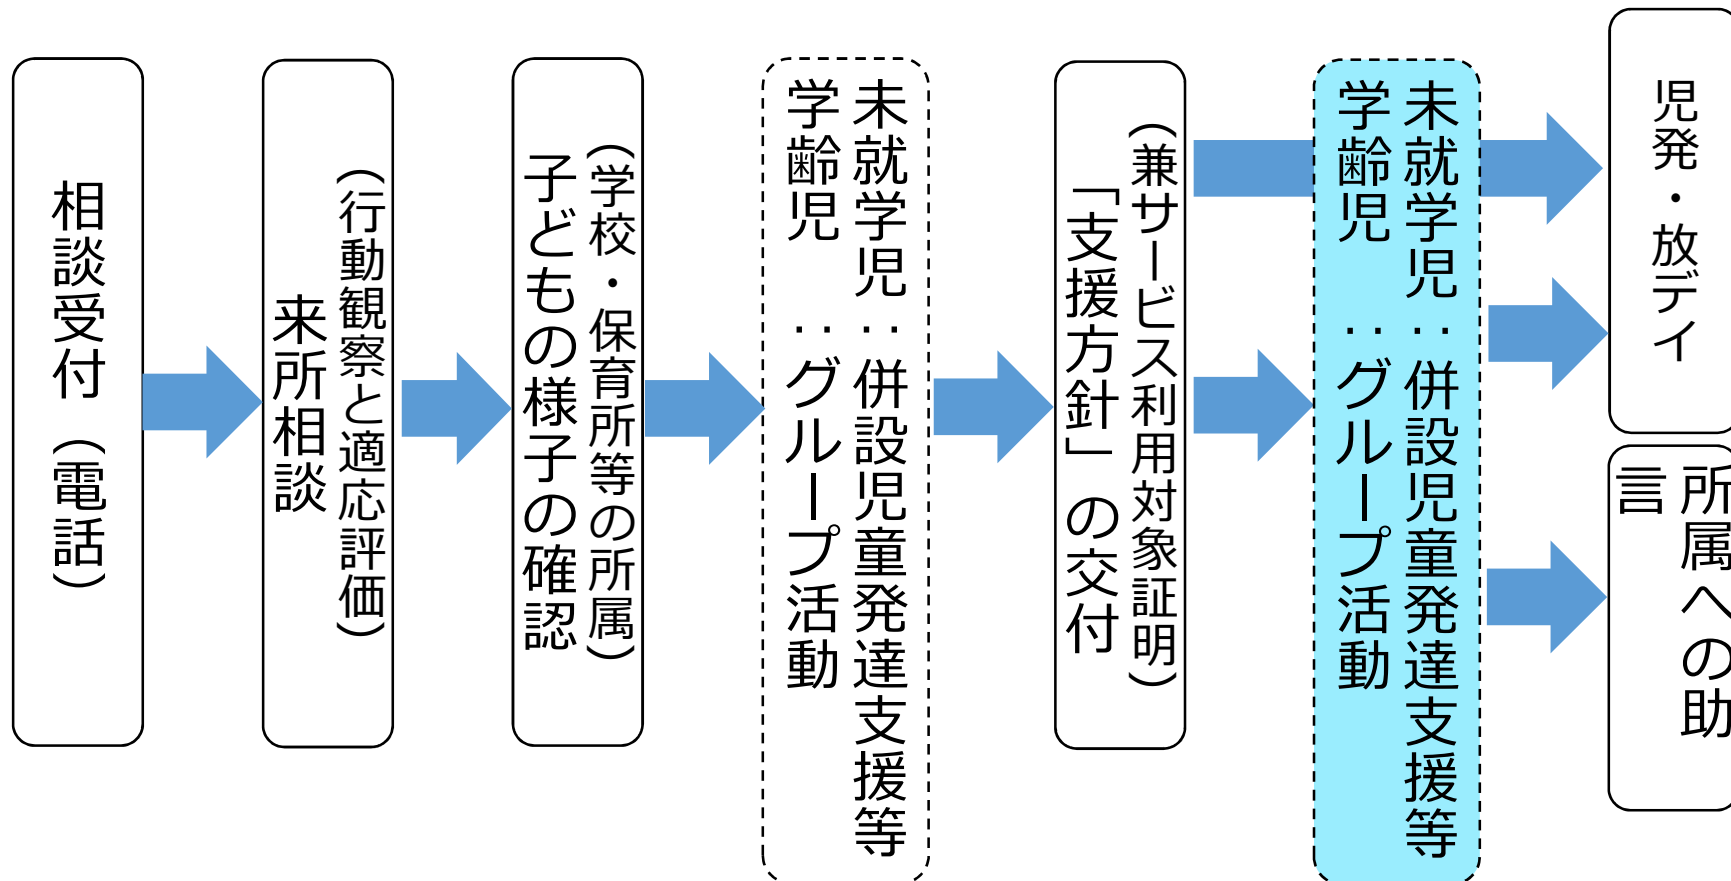 相談受付（電話）
来所相談
（行動観察と適応評価）
子どもの様子の確認
（学校・保育所等の所属）
未就学児：併設児童発達支援等
学齢児　：グループ活動
「支援方針」の交付
（兼サービス利用対象証明）
未就学児：併設児童発達支援等
学齢児　：グループ活動
児発・放デイ
所属への助
言